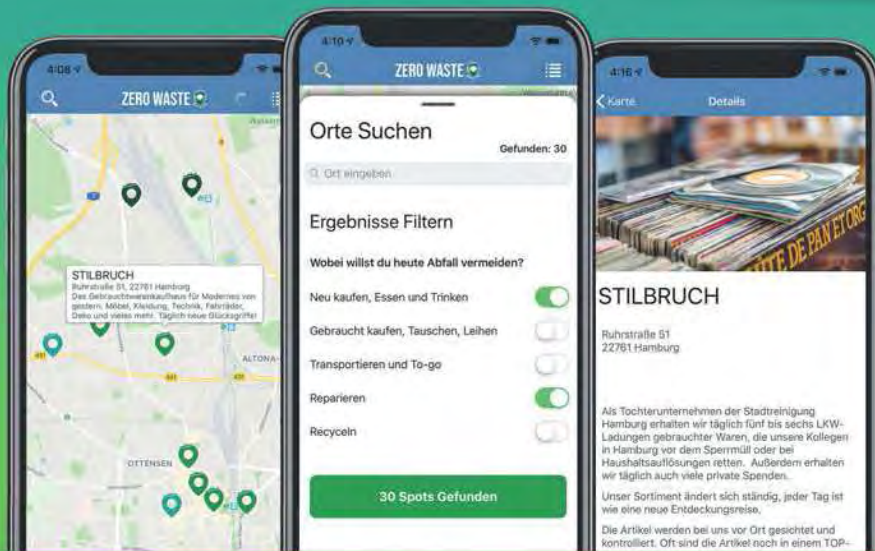 4:08
ZERO WASTE
STILBRUCH
Ruhrstraße 51, 22761 Hamburg
Das Gebrauchtwarenkaufhaus für Modernes von
gestern. Möbel, Kleidung, Technik, Fahrräder,
Deko und vieles mehr. Täglich neue Glücksgriffe!
ALTONA-
OTTENSEN
4:10
ZERO WASTE
Orte Suchen
Gefunden: 30
Ort eingeben
Ergebnisse Filtern
Wobei willst du heute Abfall vermeiden?
Neu kaufen, Essen und Trinken
Gebraucht kaufen, Tauschen, Leihen
Transportieren und To-go
Reparieren
Recyceln
30 Spots Gefunden
4:16
Karte
Details
TE DE PAN ET ORG
STILBRUCH
Ruhrstraße 51
22761 Hamburg
Als Tochterunternehmen der Stadtreinigung
Hamburg erhalten wir täglich fünf bis sechs LKW-
Ladungen gebrauchter Waren, die unsere Kollegen
in Hamburg vor dem Sperrmüll oder bei
Haushaltsauflösungen retten. Außerdem erhalten
wir täglich auch viele private Spenden.
Unser Sortiment ändert sich ständig, jeder Tag ist
wie eine neue Entdeckungsreise.
Die Artikel werden bei uns vor Ort gesichtet und
kontrolliert. Oft sind die Artikel noch in einem TOP-